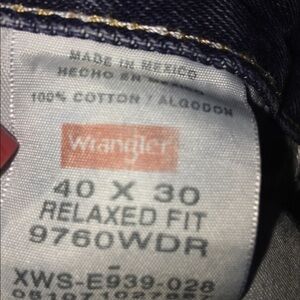 MADE IN MEXICO
HECHO EN MEXICO
100% COTTON / ALGODON
Wrangler
40 X 30
RELAXED FIT
9760WDR
XWS-E939-028